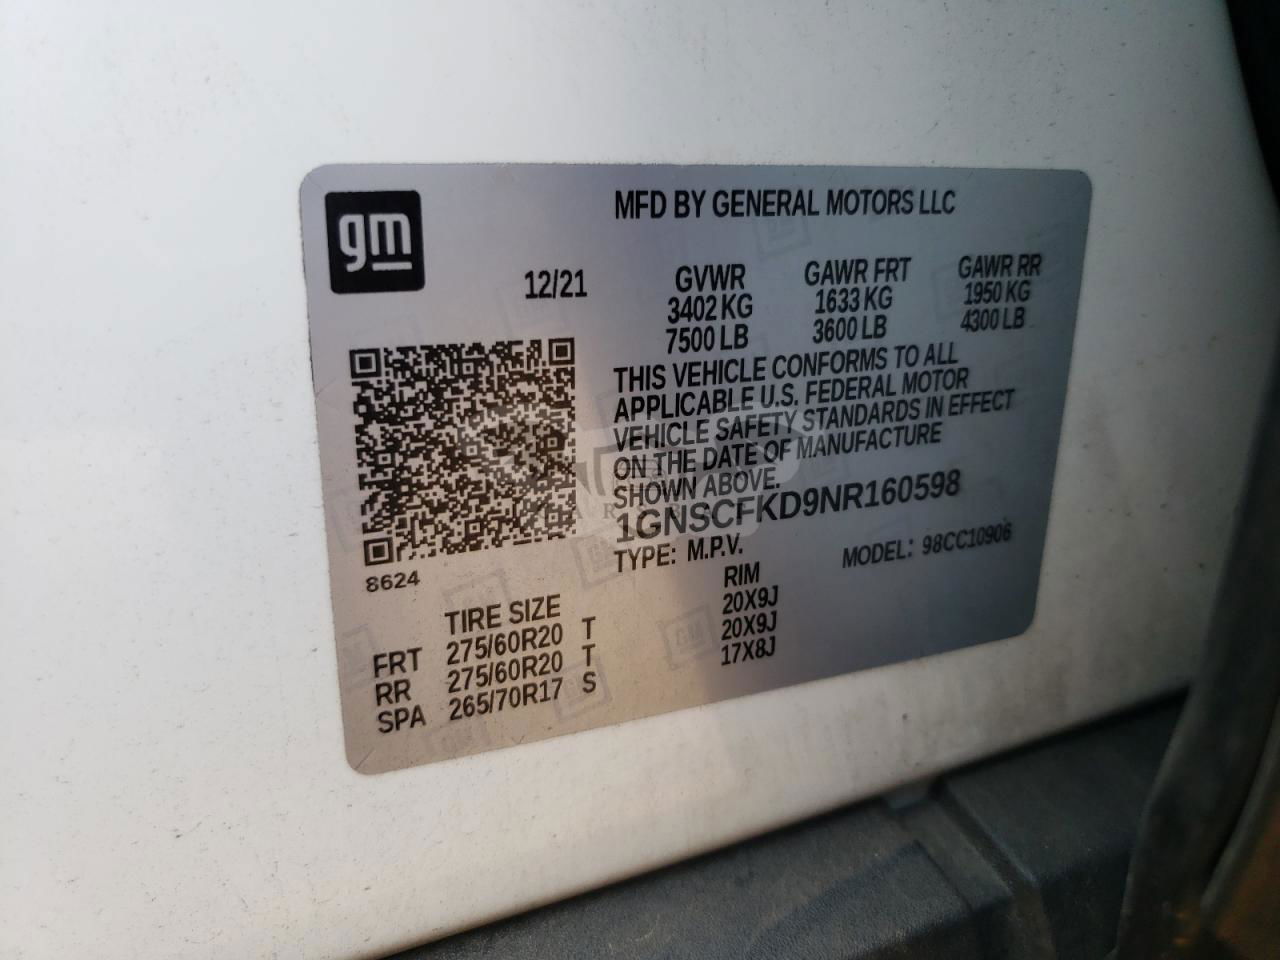 gm
MFD BY GENERAL MOTORS LLC
12/21
GVWR GAWR FRT GAWR RR
3402 KG 1633 KG 1950 KG
7500 LB 3600 LB 4300 LB
THIS VEHICLE CONFORMS TO ALL
APPLICABLE U.S. FEDERAL MOTOR
VEHICLE SAFETY STANDARDS IN EFFECT
ON THE DATE OF MANUFACTURE
SHOWN ABOVE.
1GNSCFKD9NR160598
TYPE: M.P.V. MODEL: 98CC10906
8624
TIRE SIZE RIM
FRT 275/60R20 T 20X9J
RR 275/60R20 T 20X9J
SPA 265/70R17 S 17X8J